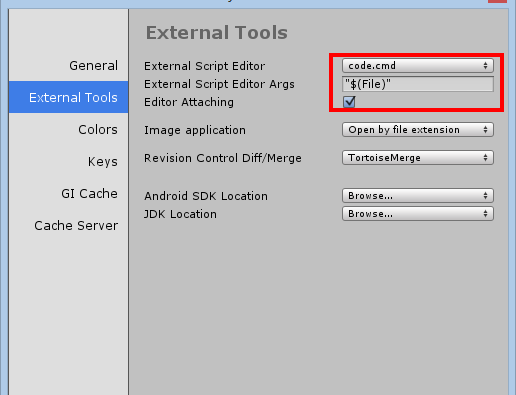 External Tools
General
External Tools
Colors
Keys
GI Cache
Cache Server
External Script Editor code.cmd
External Script Editor Args "$(File)"
Editor Attaching
Image application Open by file extension
Revision Control Diff/Merge TortoiseMerge
Android SDK Location Browse...
JDK Location Browse...